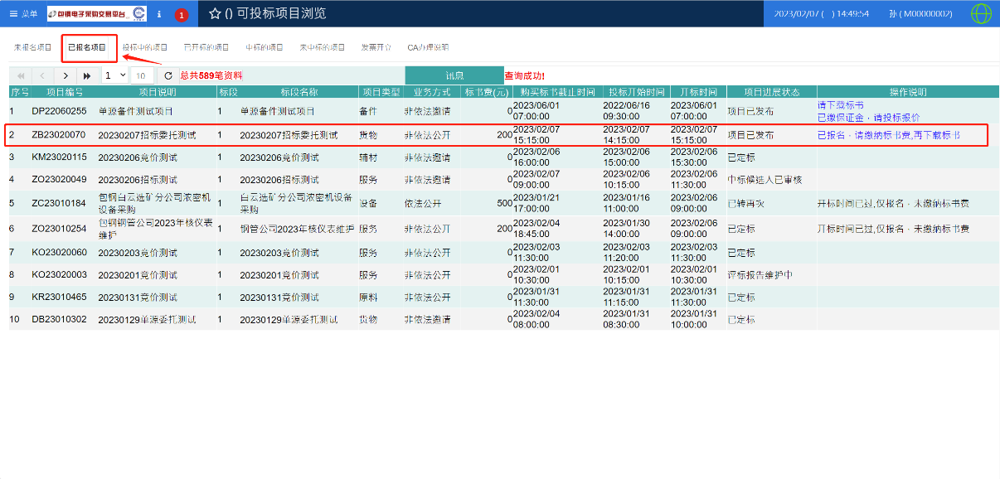 菜单 包钢电子采购交易平台 1 () 可投标项目浏览 2023/02/07 ( ) 14:49:54 孙 ( M00000002)
未报名项目 已报名项目 投标中的项目 已开标的项目 中标的项目 未中标的项目 发票开立 CA办理说明
1 10 总共589笔资料 讯息 查询成功!
序号 项目编号 项目说明 标段 标段名称 项目类型 业务方式 标书费(元) 购买标书截止时间 投标开始时间 开标时间 项目进展状态 操作说明
1 DP22060255 单源备件测试项目 1 单源备件测试项目 备件 非依法邀请 0 2023/06/01 07:00:00 2022/06/16 09:30:00 2023/06/01 07:00:00 项目已发布 请下载标书
已缴保证金﹐请投标报价
2 ZB23020070 20230207招标委托测试 1 20230207招标委托测试 货物 非依法公开 200 2023/02/07 15:15:00 2023/02/07 14:15:00 2023/02/07 15:15:00 项目已发布 已报名﹐请缴纳标书费,再下载标书
3 KM23020115 20230206竞价测试 1 20230206竞价测试 辅材 非依法邀请 0 2023/02/06 16:00:00 2023/02/06 15:00:00 2023/02/06 15:30:00 已定标
4 ZO23020049 20230206招标测试 1 20230206招标测试 服务 非依法邀请 0 2023/02/07 09:00:00 2023/02/06 10:15:00 2023/02/06 11:30:00 中标候选人已审核
5 ZC23010184 包钢白云选矿分公司浓密机设备采购 1 白云选矿分公司浓密机设备采购 设备 依法公开 500 2023/01/21 17:00:00 2023/01/16 11:00:00 2023/02/06 09:00:00 已转再次 开标时间已过,仅报名﹐未缴纳标书费
6 ZO23010254 包钢钢管公司2023年核仪表维护 1 钢管公司2023年核仪表维护 服务 非依法公开 200 2023/02/04 18:45:00 2023/01/30 14:00:00 2023/02/06 09:00:00 已定标 开标时间已过,仅报名﹐未缴纳标书费
7 KO23020060 20230203竞价测试 1 20230203竞价测试 服务 非依法公开 0 2023/02/03 11:30:00 2023/02/03 11:20:00 2023/02/03 11:30:00 已定标
8 KO23020003 20230201竞价测试 1 20230201竞价测试 服务 非依法公开 0 2023/02/01 10:30:00 2023/02/01 10:15:00 2023/02/01 10:30:00 评标报告维护中
9 KR23010465 20230131竞价测试 1 20230131竞价测试 原料 非依法公开 0 2023/01/31 11:30:00 2023/01/31 11:15:00 2023/01/31 11:30:00 已定标
10 DB23010302 20230129单源委托测试 1 20230129单源委托测试 货物 非依法邀请 0 2023/02/04 08:00:00 2023/01/31 08:30:00 2023/01/31 10:00:00 已定标